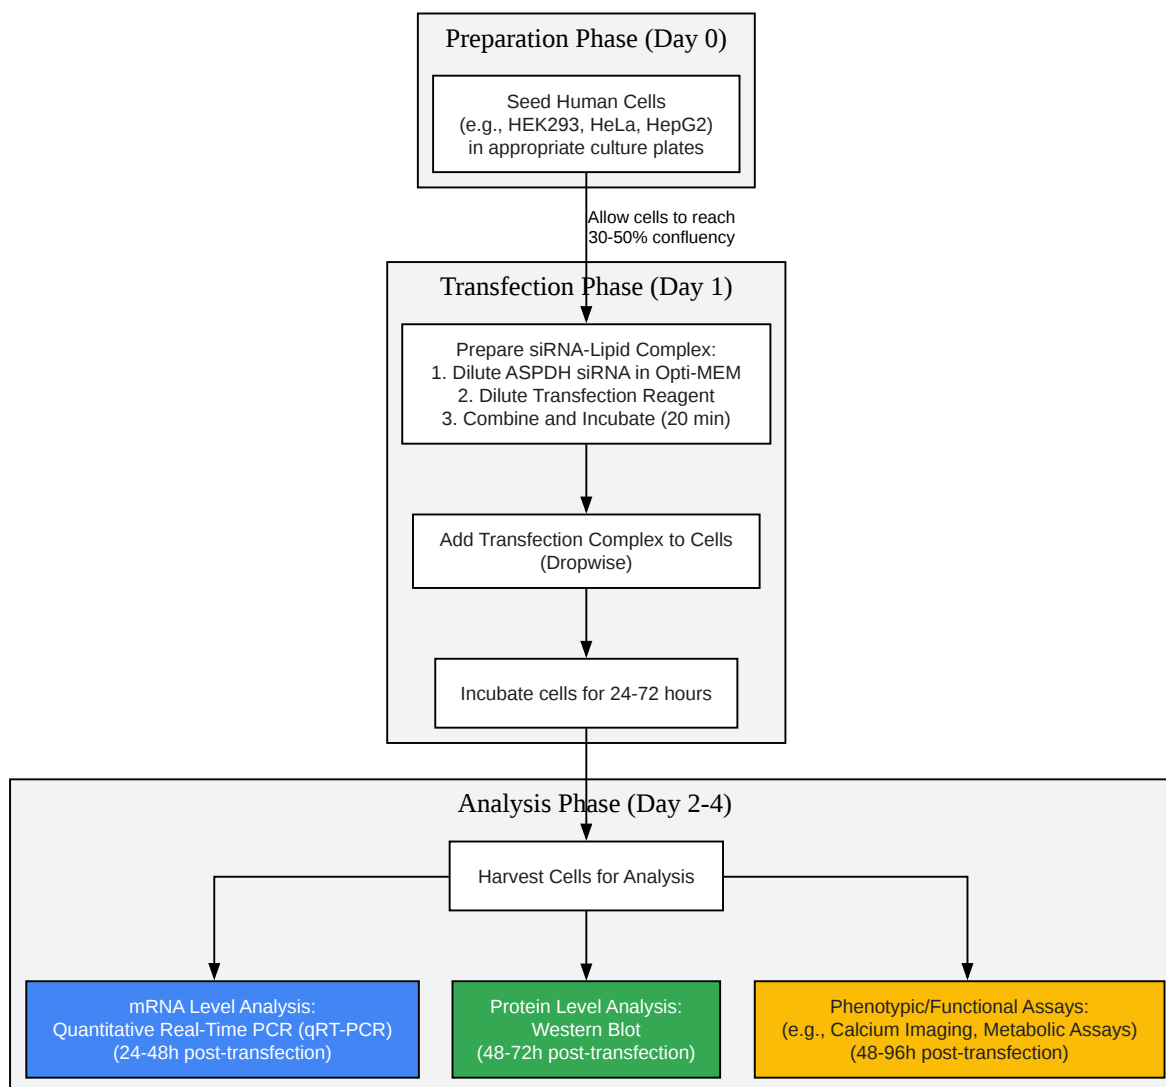 Preparation Phase (Day 0)
Seed Human Cells
(e.g., HEK293, HeLa, HepG2)
in appropriate culture plates
Allow cells to reach
30-50% confluency
Transfection Phase (Day 1)
Prepare siRNA-Lipid Complex:
1. Dilute ASPDH siRNA in Opti-MEM
2. Dilute Transfection Reagent
3. Combine and Incubate (20 min)
Add Transfection Complex to Cells
(Dropwise)
Incubate cells for 24-72 hours
Analysis Phase (Day 2-4)
Harvest Cells for Analysis
mRNA Level Analysis:
Quantitative Real-Time PCR (qRT-PCR)
(24-48h post-transfection)
Protein Level Analysis:
Western Blot
(48-72h post-transfection)
Phenotypic/Functional Assays:
(e.g., Calcium Imaging, Metabolic Assays)
(48-96h post-transfection)